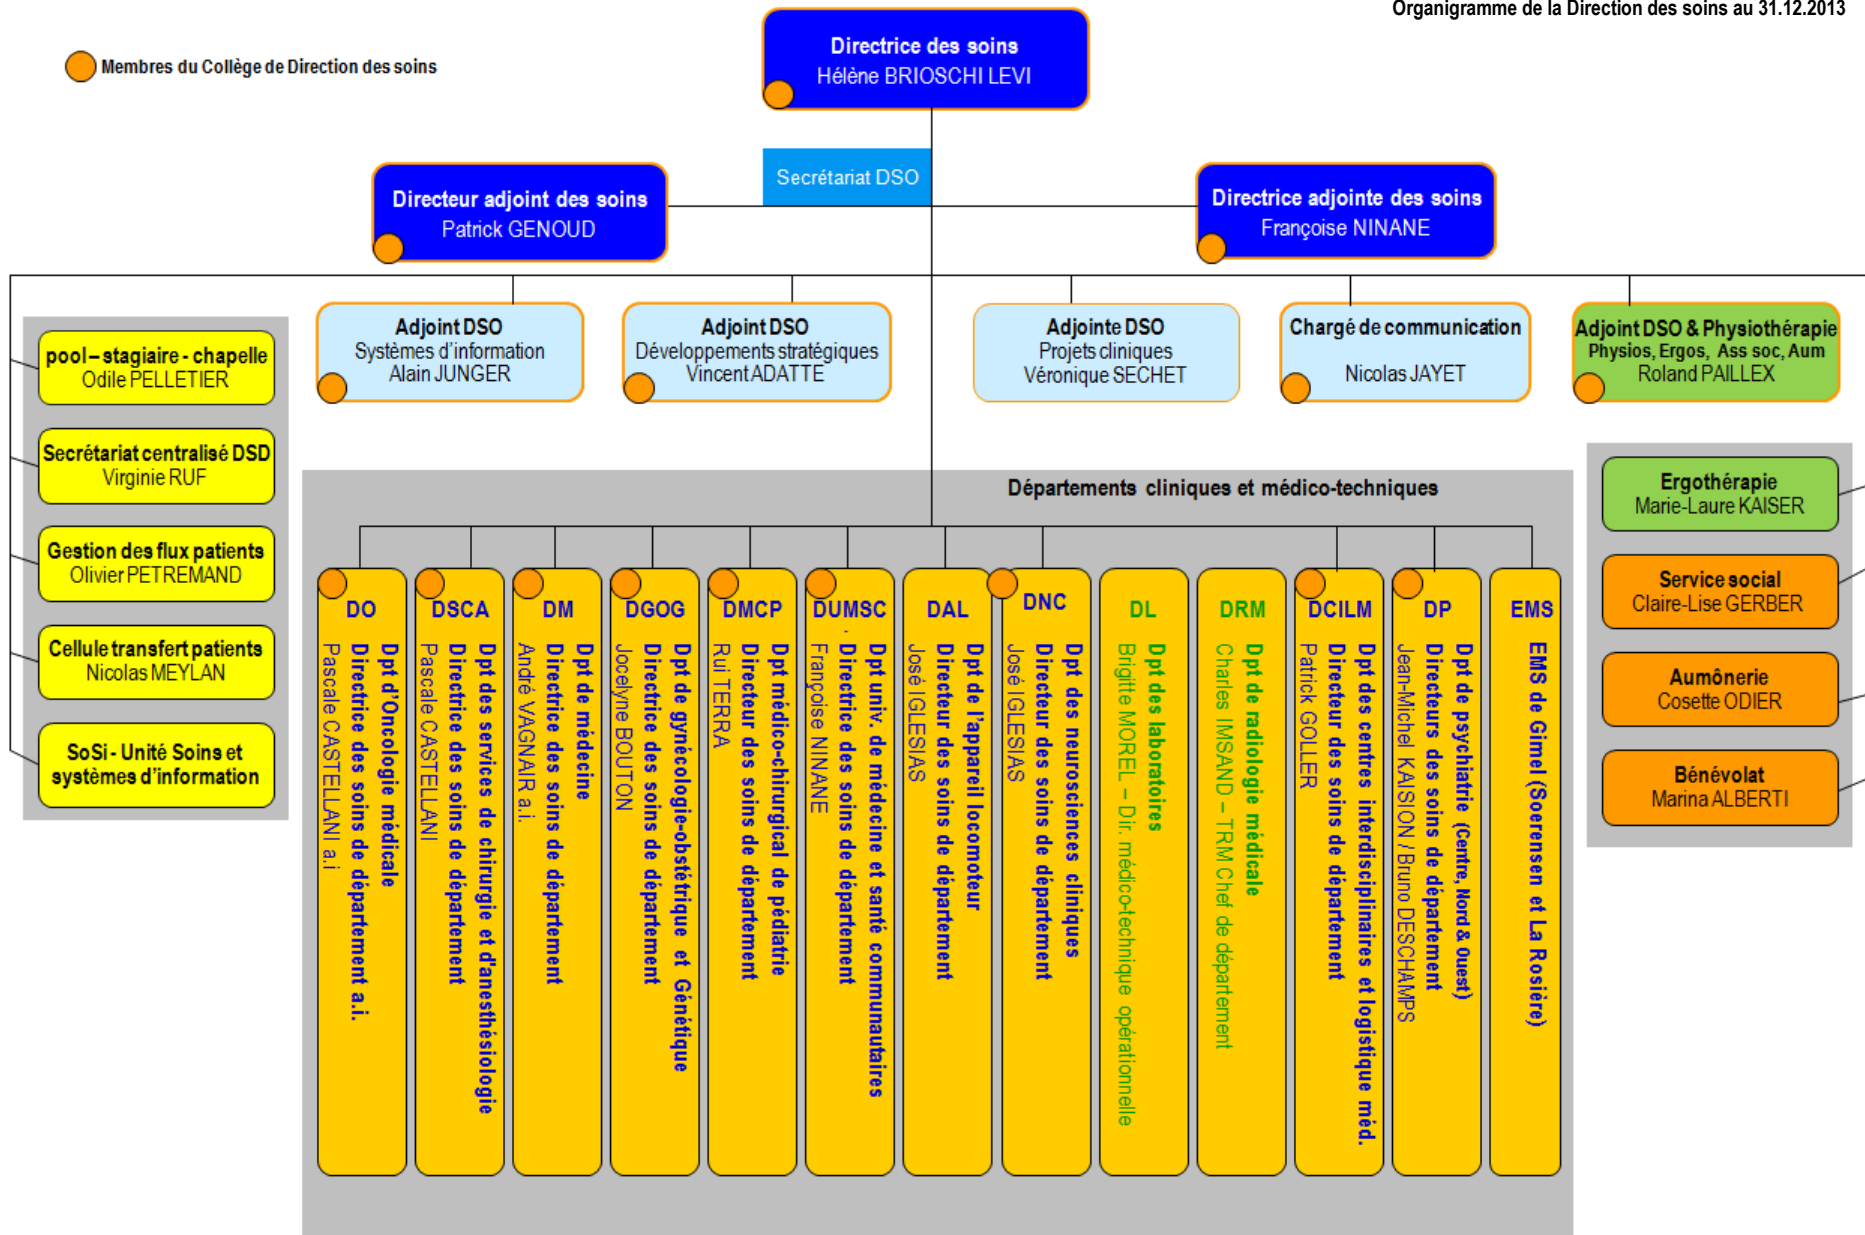 Organigramme de la Direction des soins au 31.12.2013
Membres du Collège de Direction des soins
Directrice des soins
Hélène BRIOSCHI LEVI
Secrétariat DSO
Directeur adjoint des soins
Patrick GENOUD
Directrice adjointe des soins
Françoise NINANE
Adjoint DSO
Systèmes d'information
Alain JUNGER
Adjoint DSO
Développements stratégiques
Vincent ADATTE
Adjointe DSO
Projets cliniques
Véronique SECHET
Chargé de communication
Nicolas JAYET
Adjoint DSO & Physiothérapie
Physios, Ergos, Ass soc, Aum
Roland PAILLEX
pool – stagiaire - chapelle
Odile PELLETIER
Secrétariat centralisé DSD
Virginie RUF
Gestion des flux patients
Olivier PETREMAND
Cellule transfert patients
Nicolas MEYLAN
SoSi - Unité Soins et
systèmes d'information
Départements cliniques et médico-techniques
DO
Dpt d'Oncologie médicale
Directrice des soins de département a.i.
Pascale CASTELLANI a.i
DSCA
Dpt des services de chirurgie et d'anesthésiologie
Directrice des soins de département
Pascale CASTELLANI
DM
Dpt de médecine
Directrice des soins de département
André VAGNAIR a.i.
DGOG
Dpt de gynécologie-obstétrique et Génétique
Directrice des soins de département
Jocelyne BOUTON
DMCP
Dpt médico-chirurgical de pédiatrie
Directeur des soins de département
Rui TERRA
DUMSC
.
Dpt univ. de médecine et santé communautaires
Directrice des soins de département
Françoise NINANE
DAL
Dpt de l'appareil locomoteur
Directeur des soins de département
José IGLESIAS
DNC
Dpt des neurosciences cliniques
Directeur des soins de département
José IGLESIAS
DL
Dpt des laboratoires
Brigitte MOREL – Dir. médico-technique opérationnelle
DRM
Dpt de radiologie médicale
Charles IMSAND – TRM Chef de département
DCILM
Dpt des centres interdisciplinaires et logistique méd.
Directeur des soins de département
Patrick GOLLER
DP
Dpt de psychiatrie (Centre, Nord & Ouest)
Directeurs des soins de département
Jean-Michel KAISION / Bruno DESCHAMPS
EMS
EMS de Gimel (Soerensen et La Rosière)
Ergothérapie
Marie-Laure KAISER
Service social
Claire-Lise GERBER
Aumônerie
Cosette ODIER
Bénévolat
Marina ALBERTI